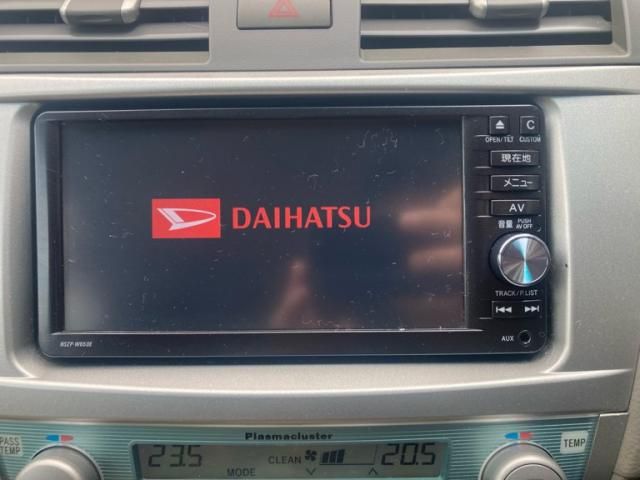 OPEN/TILT
C
CUSTOM
現在地
メニュー
AV
音量 PUSH AV OFF
TRACK/P.LIST
AUX
DAIHATSU
NSZP-W65DE
Plasmacluster
PASS TEMP
23.5
MODE
CLEAN
20.5
TEMP